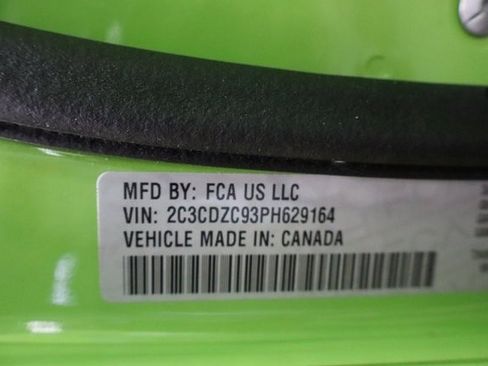 MFD BY: FCA US LLC
VIN: 2C3CDZC93PH629164
VEHICLE MADE IN: CANADA